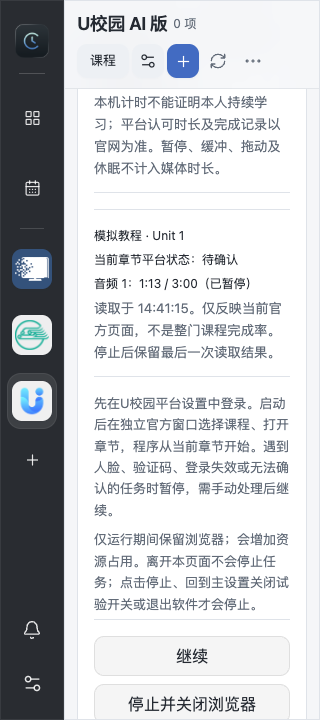 U校园 AI 版 0 项
课程
本机计时不能证明本人持续学
习；平台认可时长及完成记录以
官网为准。暂停、缓冲、拖动及
休眠不计入媒体时长。
模拟教程 · Unit 1
当前章节平台状态：待确认
音频 1：1:13 / 3:00（已暂停）
读取于 14:41:15。仅反映当前官
方页面，不是整门课程完成率。
停止后保留最后一次读取结果。
先在U校园平台设置中登录。启动
后在独立官方窗口选择课程、打开
章节，程序从当前章节开始。遇到
人脸、验证码、登录失效或无法确
认的任务时暂停，需手动处理后继
续。
仅运行期间保留浏览器；会增加资
源占用。离开本页面不会停止任
务；点击停止、回到主设置关闭试
验开关或退出软件才会停止。
继续
停止并关闭浏览器